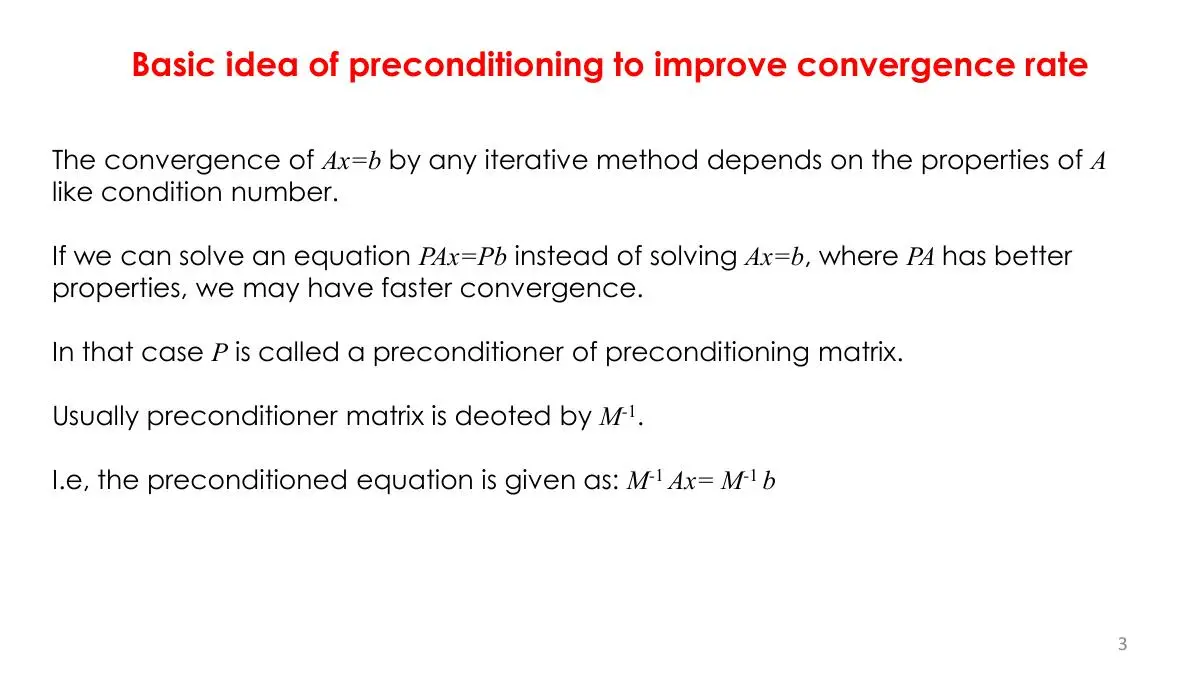 Basic idea of preconditioning to improve convergence rate
The convergence of Ax=b by any iterative method depends on the properties of A
like condition number.
If we can solve an equation PAx=Pb instead of solving Ax=b, where PA has better
properties, we may have faster convergence.
In that case P is called a preconditioner of preconditioning matrix.
Usually preconditioner matrix is deoted by M⁻¹.
I.e, the preconditioned equation is given as: M⁻¹ Ax= M⁻¹ b
3